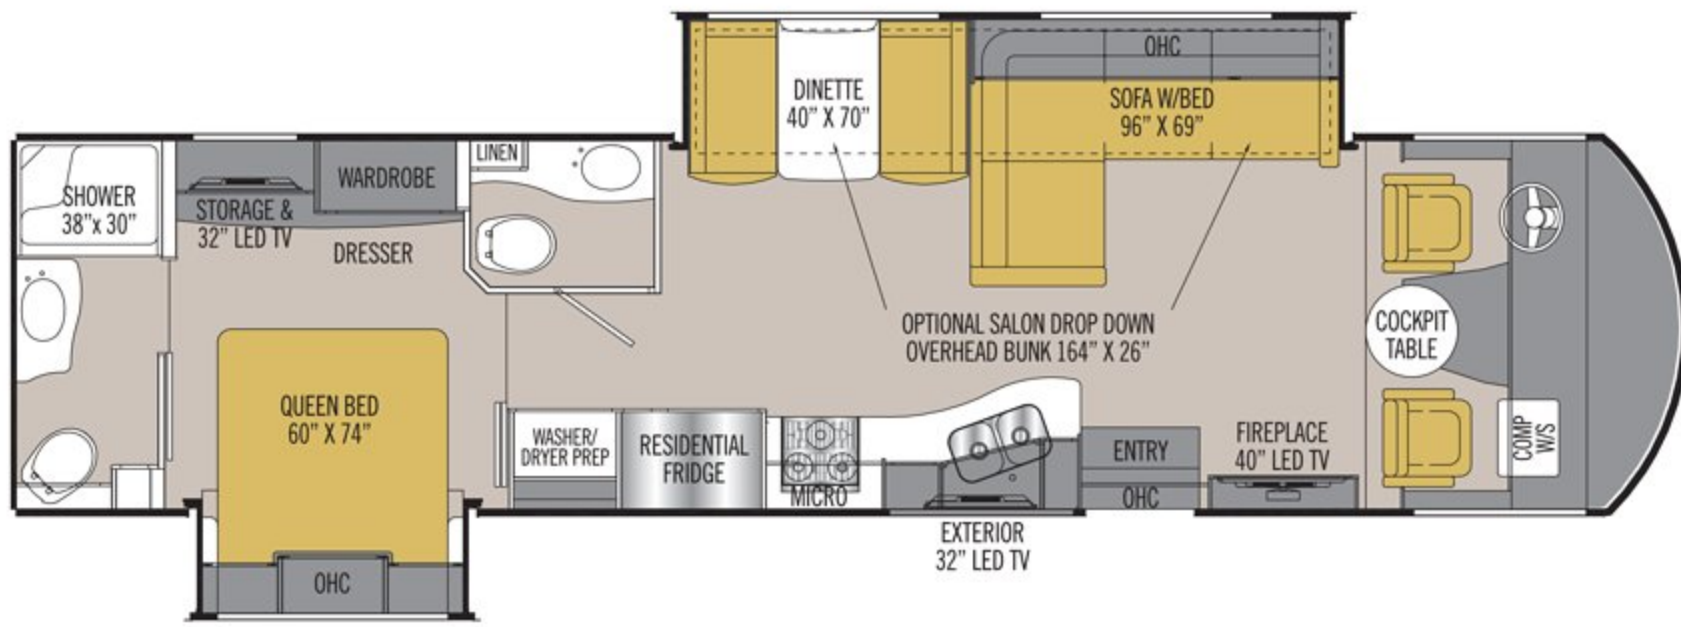 OHC
DINETTE
40” X 70”
SOFA W/BED
96” X 69”
LINEN
SHOWER
38”x 30”
WARDROBE
STORAGE &
32” LED TV
DRESSER
OPTIONAL SALON DROP DOWN
OVERHEAD BUNK 164” X 26”
COCKPIT
TABLE
QUEEN BED
60” X 74”
WASHER/
DRYER PREP
RESIDENTIAL
FRIDGE
MICRO
ENTRY
OHC
FIREPLACE
40” LED TV
COMP
W/S
EXTERIOR
32” LED TV
OHC